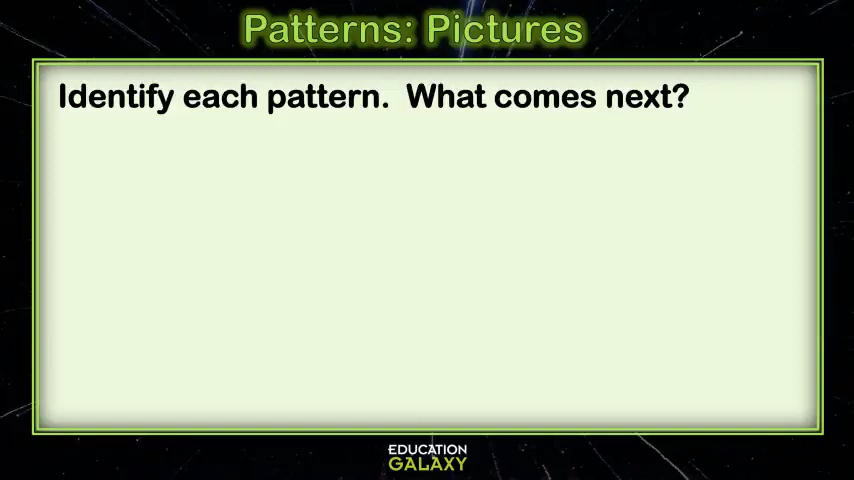 Patterns: Pictures
Identify each pattern.  What comes next?
EDUCATION
GALAXY